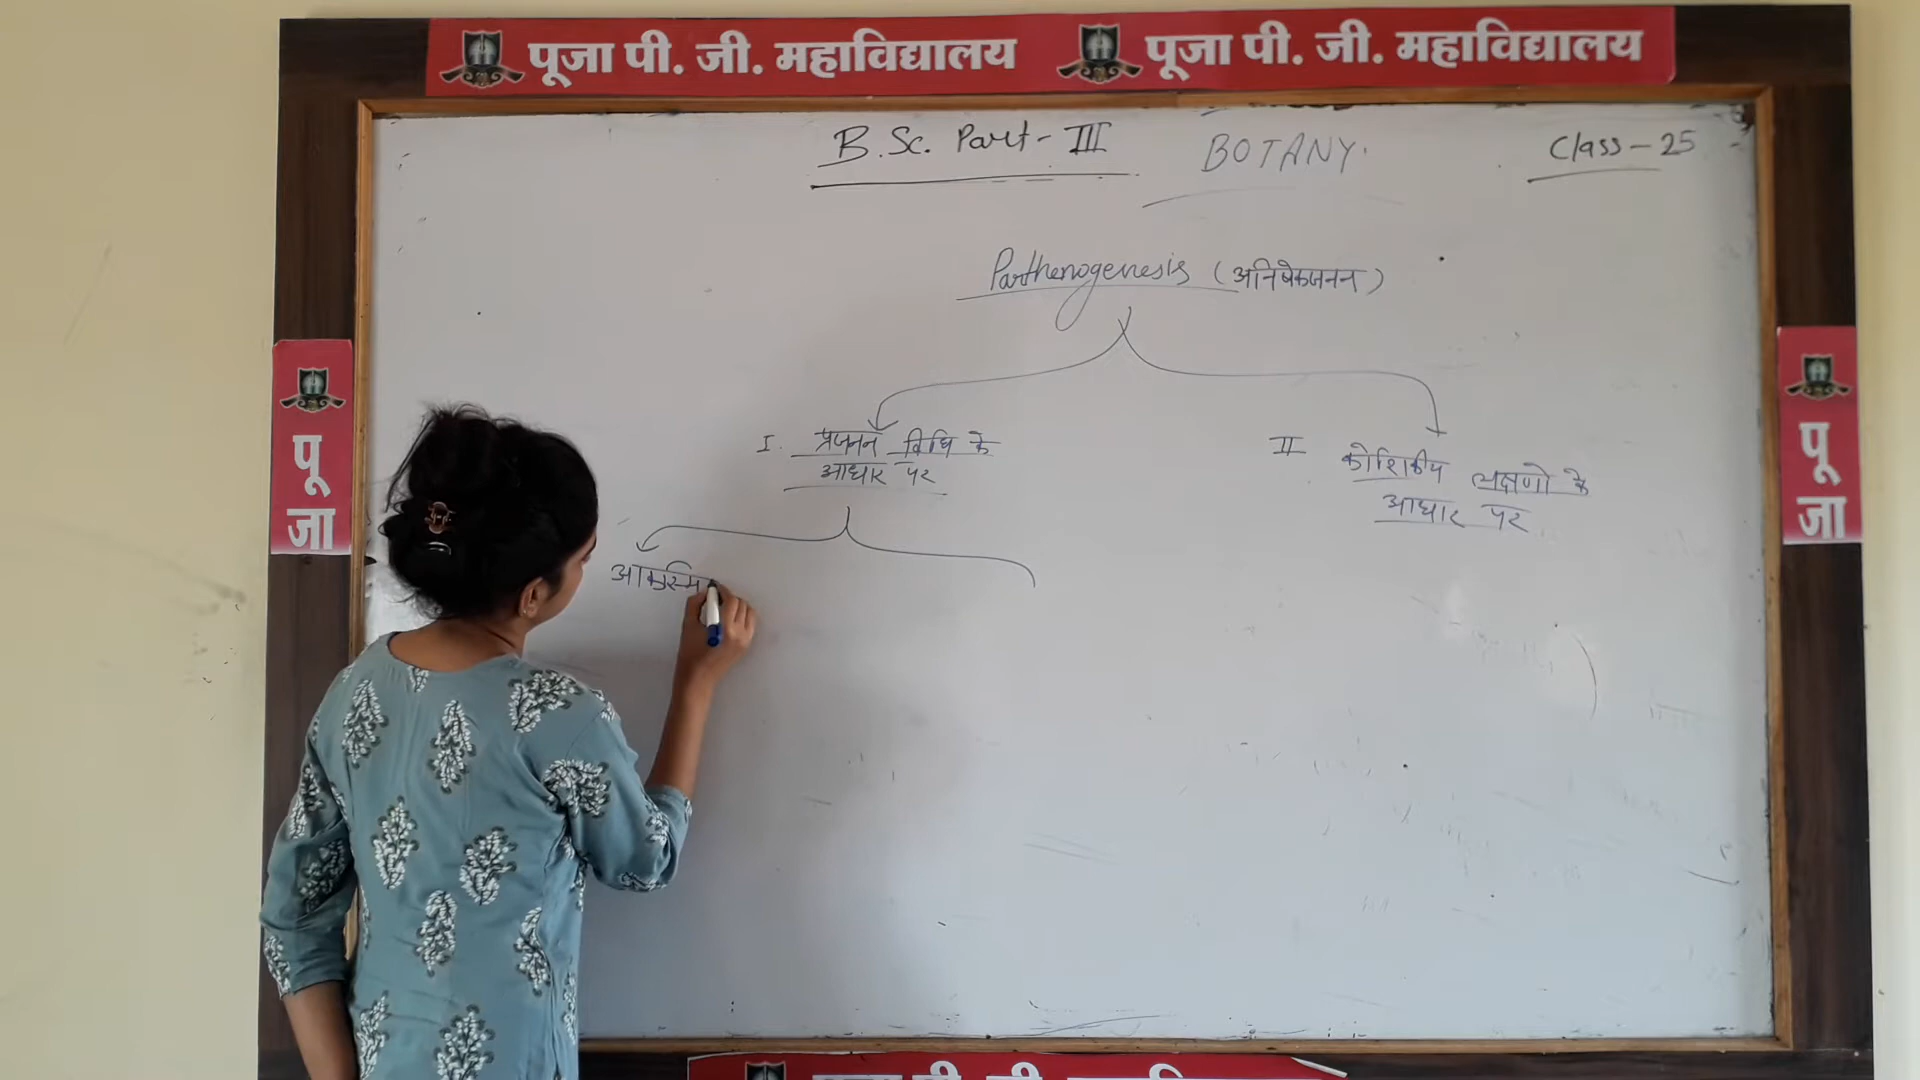 पूजा पी. जी. महाविद्यालय पूजा पी. जी. महाविद्यालय
B.Sc. Part-III BOTANY. Class-25
Parthenogenesis (अनिषेकजनन)
I. प्रजनन विधि के
आधार पर
II कोशिकीय लक्षणो के
आधार पर
आकस्मि
पू
जा
पू
जा